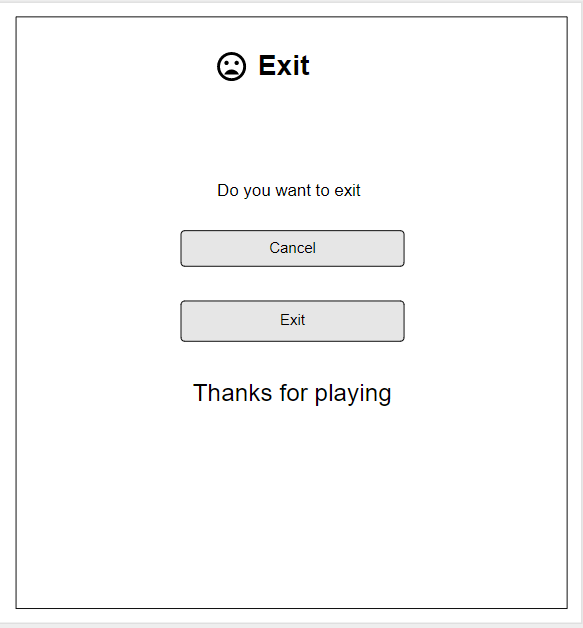 Exit
Do you want to exit
Cancel
Exit
Thanks for playing